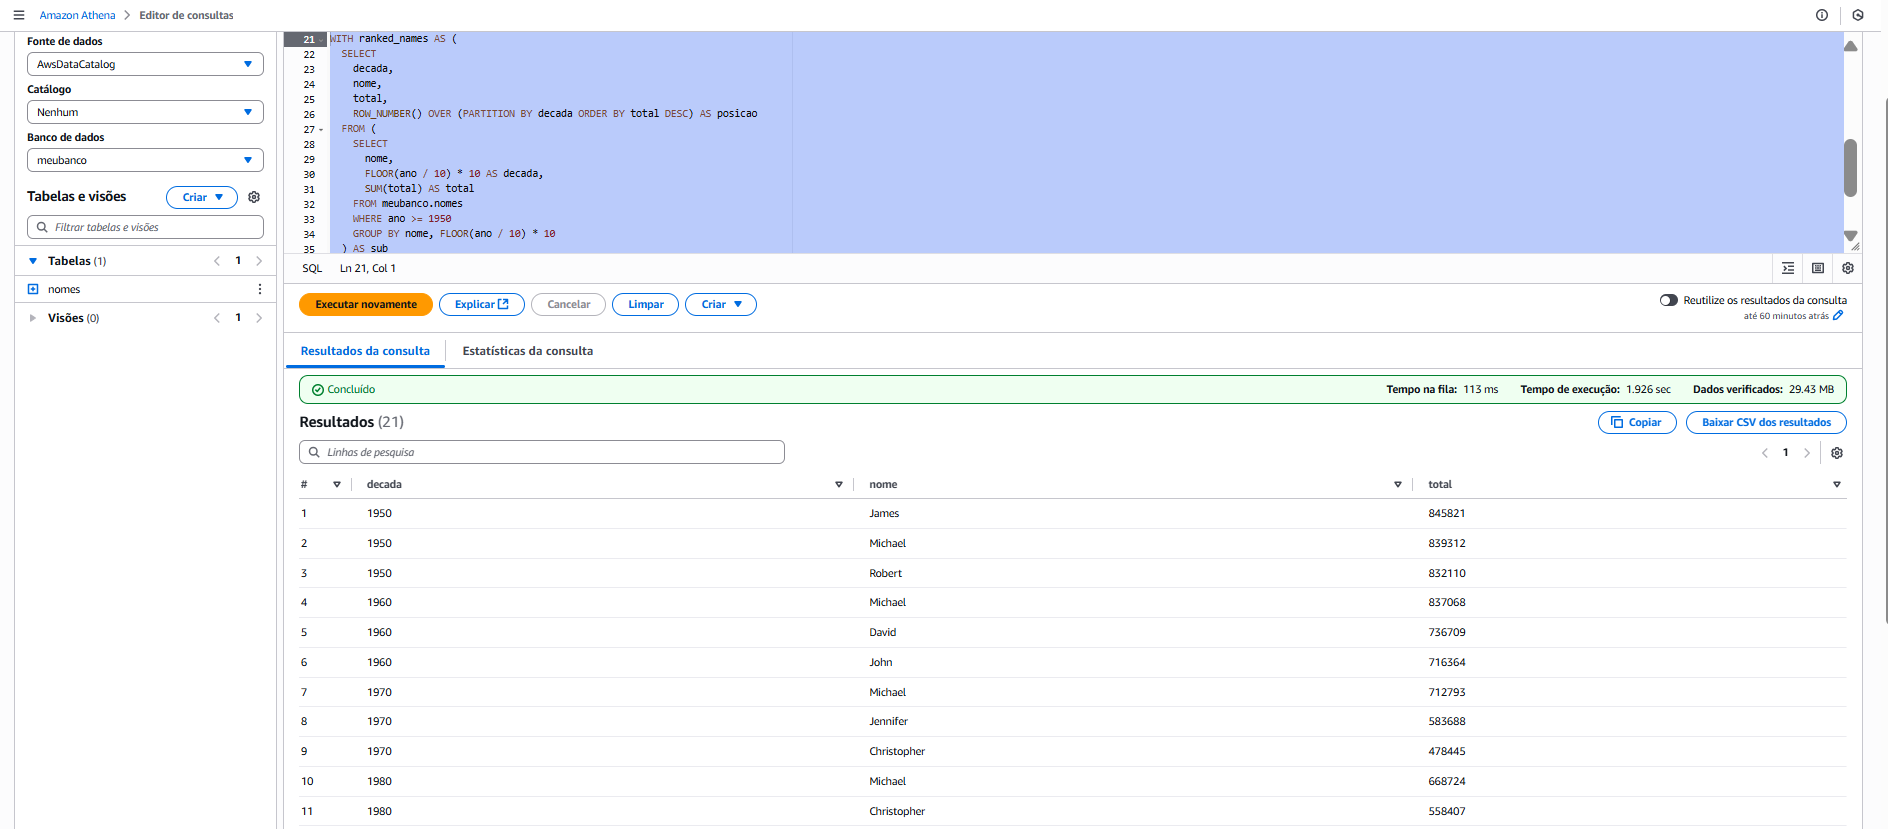 Amazon Athena > Editor de consultas
Fonte de dados
AwsDataCatalog
Catálogo
Nenhum
Banco de dados
meubanco
Tabelas e visões
Criar
Filtrar tabelas e visões
Tabelas (1)
1
nomes
Visões (0)
1
21 WITH ranked_names AS (
22 SELECT
23 decada,
24 nome,
25 total,
26 ROW_NUMBER() OVER (PARTITION BY decada ORDER BY total DESC) AS posicao
27 FROM (
28 SELECT
29 nome,
30 FLOOR(ano / 10) * 10 AS decada,
31 SUM(total) AS total
32 FROM meubanco.nomes
33 WHERE ano >= 1950
34 GROUP BY nome, FLOOR(ano / 10) * 10
35 ) AS sub
SQL Ln 21, Col 1
Executar novamente Explicar Cancelar Limpar Criar
Reutilize os resultados da consulta
até 60 minutos atrás
Resultados da consulta Estatísticas da consulta
Concluído Tempo na fila: 113 ms Tempo de execução: 1.926 sec Dados verificados: 29.43 MB
Resultados (21) Copiar Baixar CSV dos resultados
Linhas de pesquisa 1
# decada nome total
1 1950 James 845821
2 1950 Michael 839312
3 1950 Robert 832110
4 1960 Michael 837068
5 1960 David 736709
6 1960 John 716364
7 1970 Michael 712793
8 1970 Jennifer 583688
9 1970 Christopher 478445
10 1980 Michael 668724
11 1980 Christopher 558407